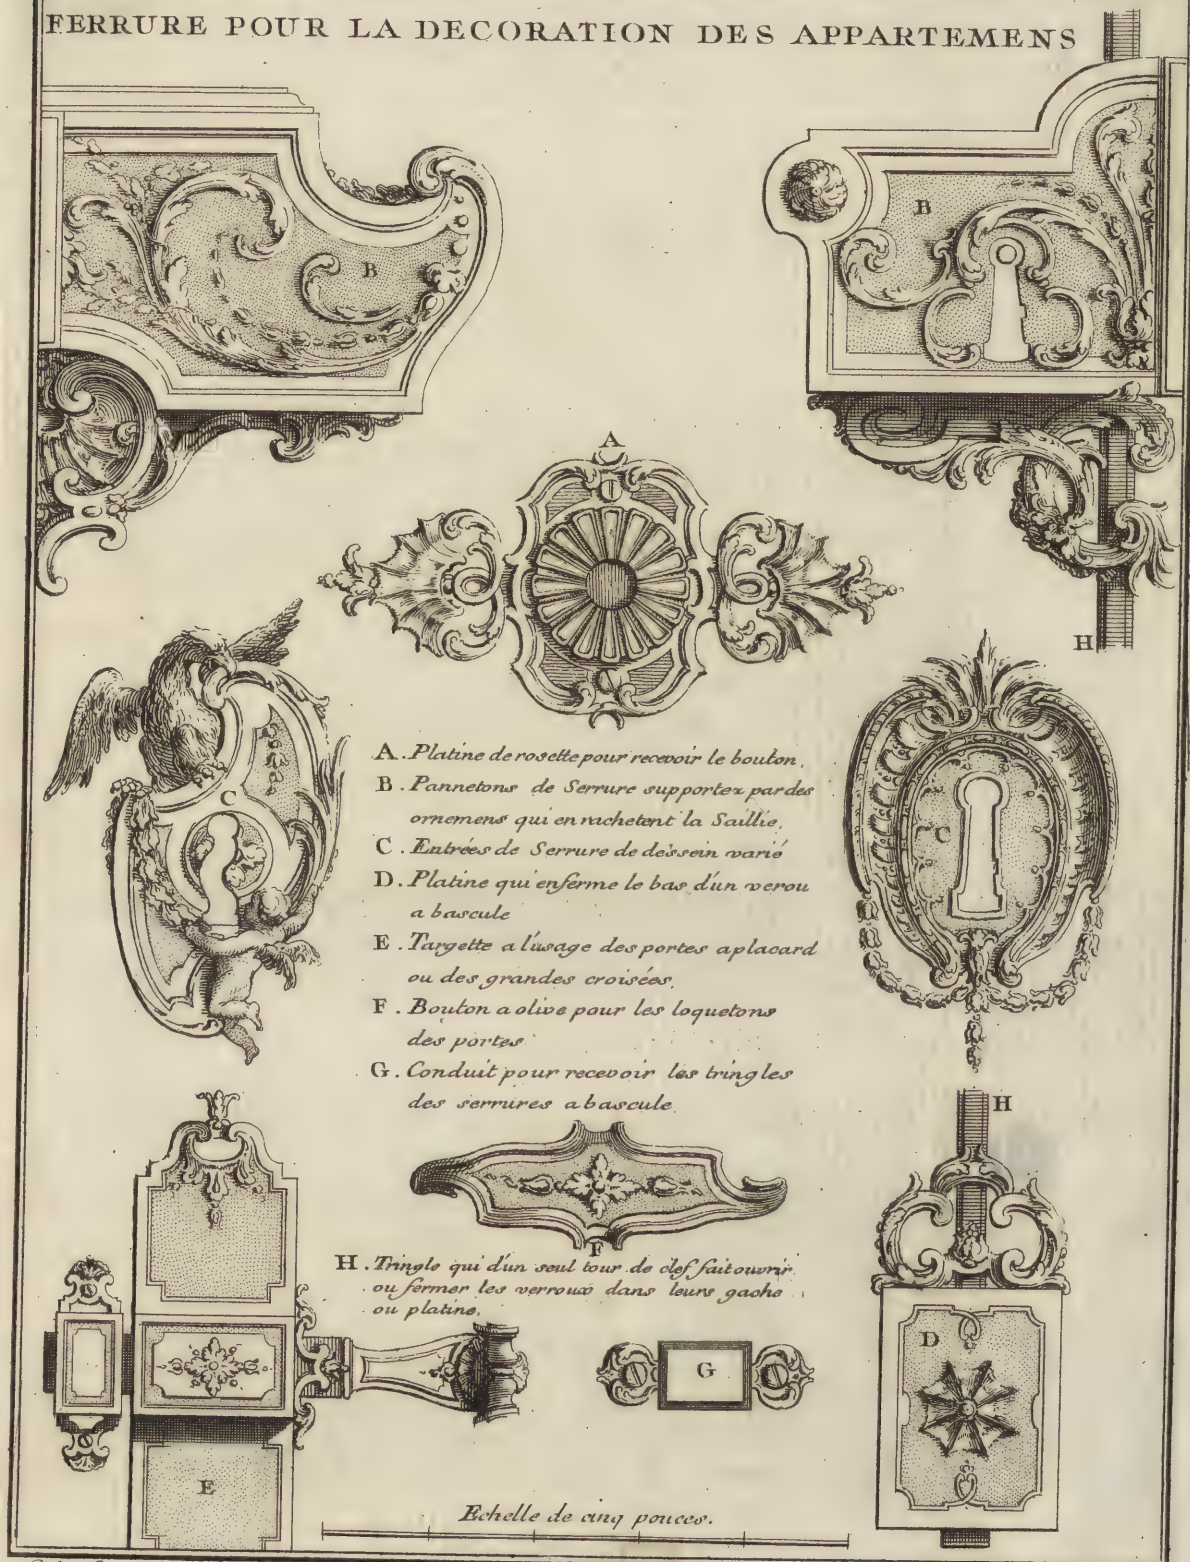 FERRURE POUR LA DECORATION DES APPARTEMENS
B
B
A
H
A . Platine de rosette pour recevoir le bouton.
B . Pannetons de Serrure supportez par des
ornemens qui en rachetent la Saillie.
C . Entrées de Serrure de dessein varié
D . Platine qui enferme le bas d'un verou
a bascule
E . Targette a l'usage des portes a placard
ou des grandes croisées.
F . Bouton a olive pour les loquetons
des portes
G . Conduit pour recevoir les tringles
des serrures a bascule.
C
C
H
F
H . Tringle qui d'un seul tour de clef fait ouvrir
ou fermer les verroux dans leurs gache
ou platine.
D
G
E
Echelle de cinq pouces.